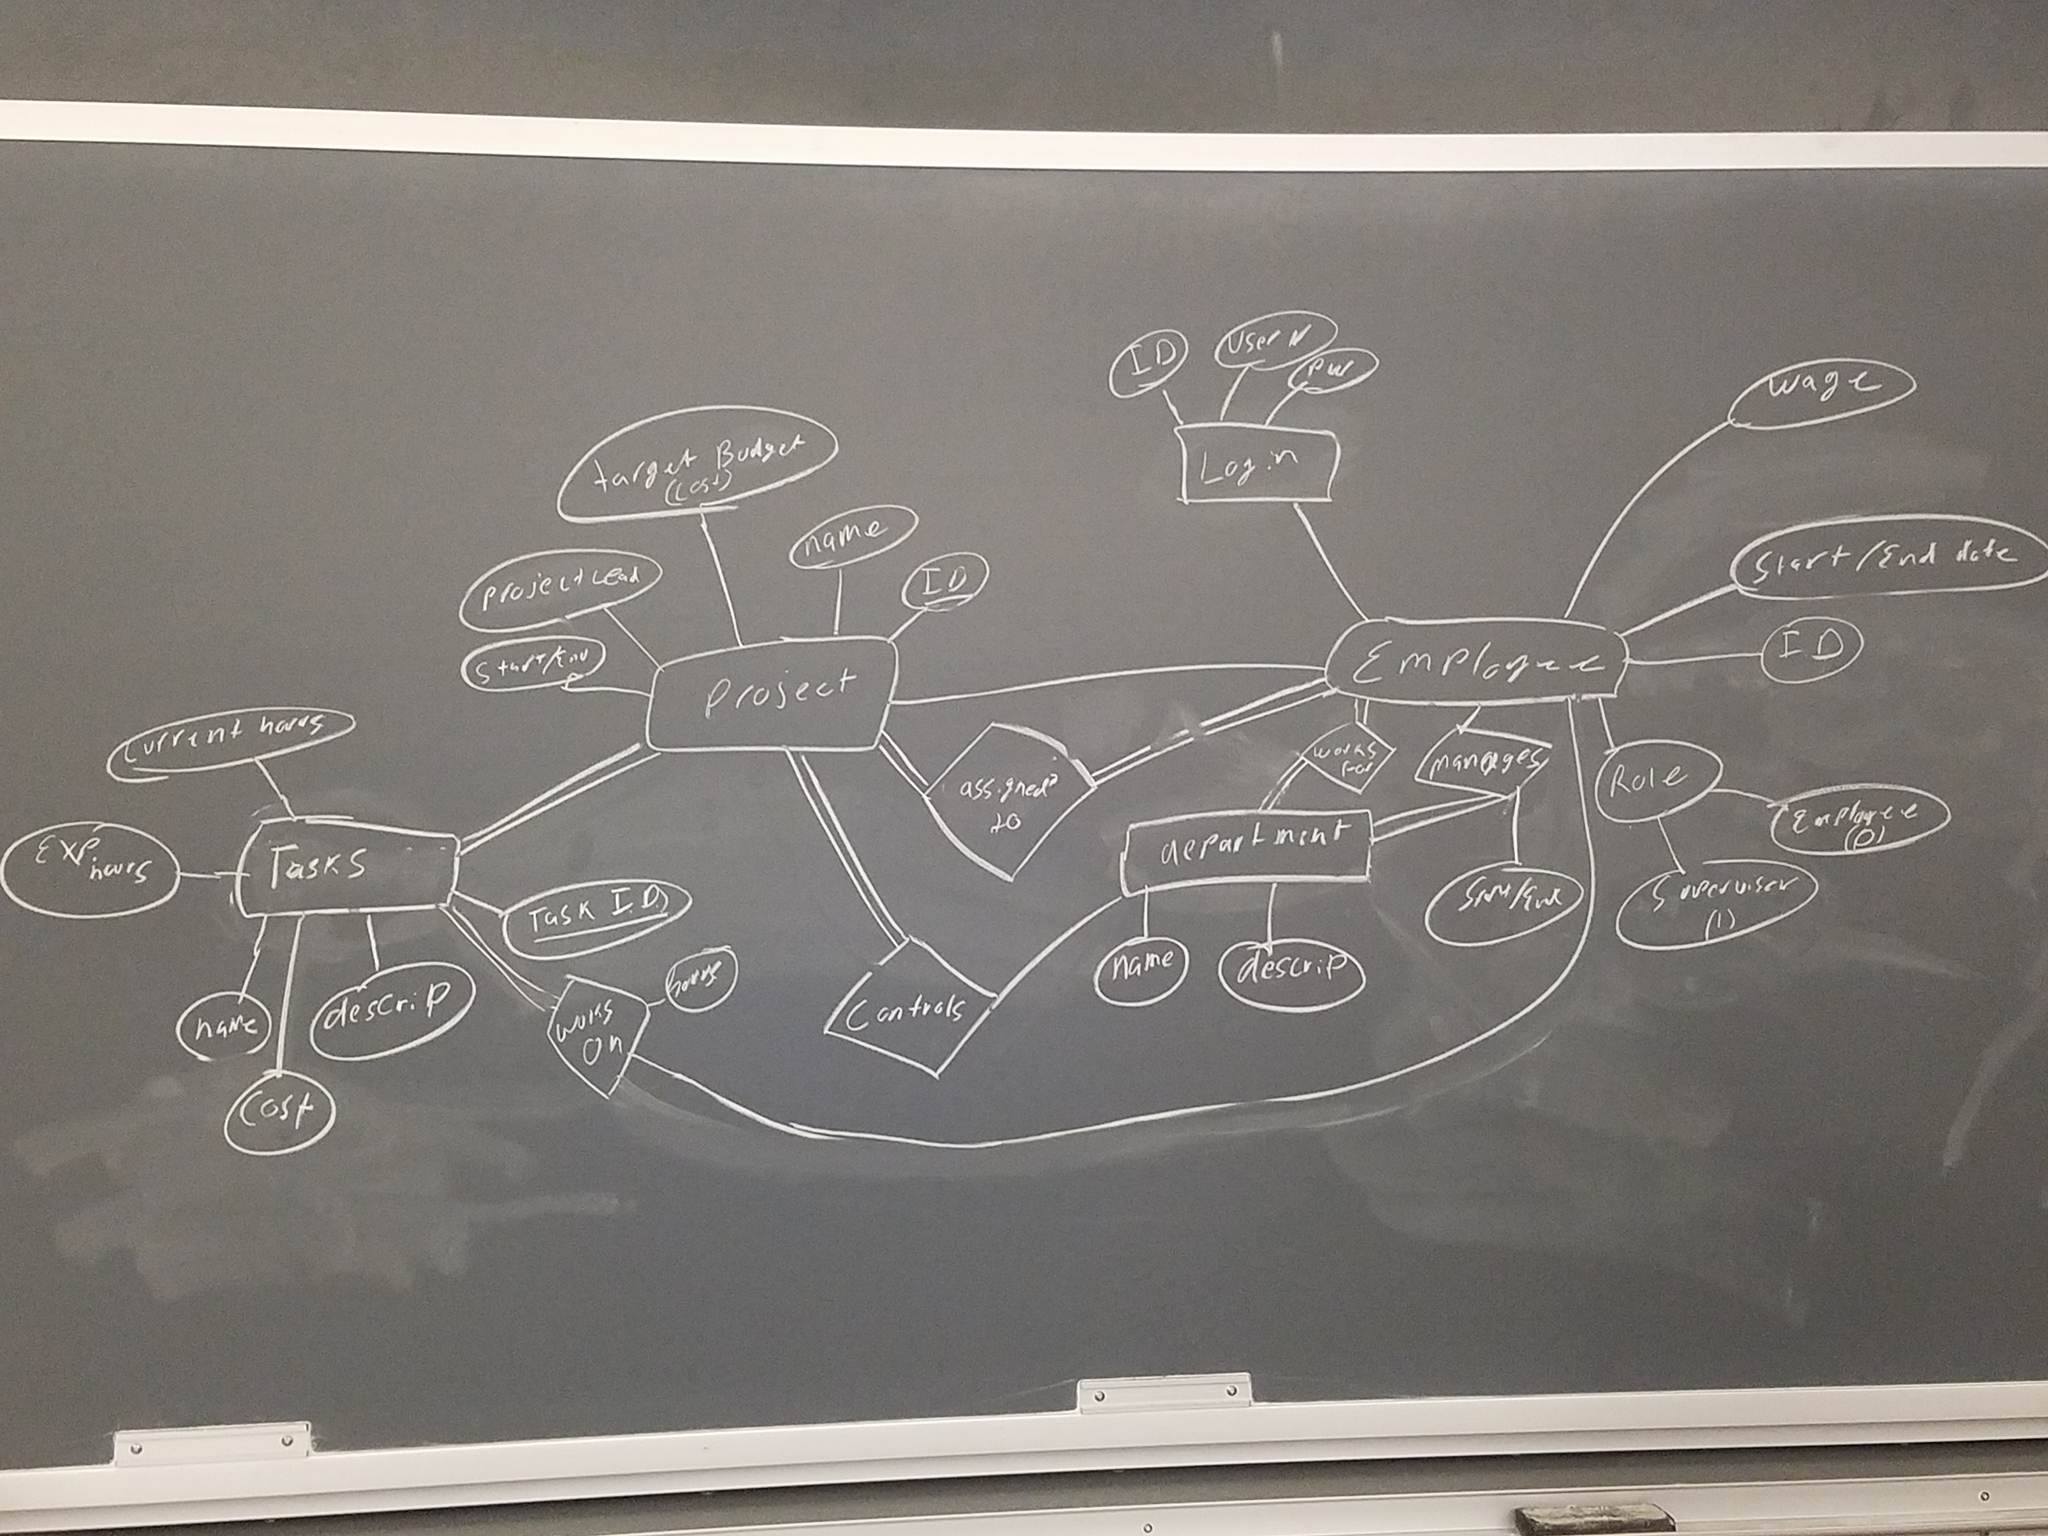 ID
User N
PW
Login
wage
target Budget
(cost)
name
ID
Project Lead
Start/End
Project
Employee
Start/End date
ID
current hours
EXP
hours
Tasks
Task I.D.
name
descrip
cost
works
on
hours
assigned
to
Controls
works
for
manages
department
name
descrip
Start/End
Role
Employee
(0)
Supervisor
(1)